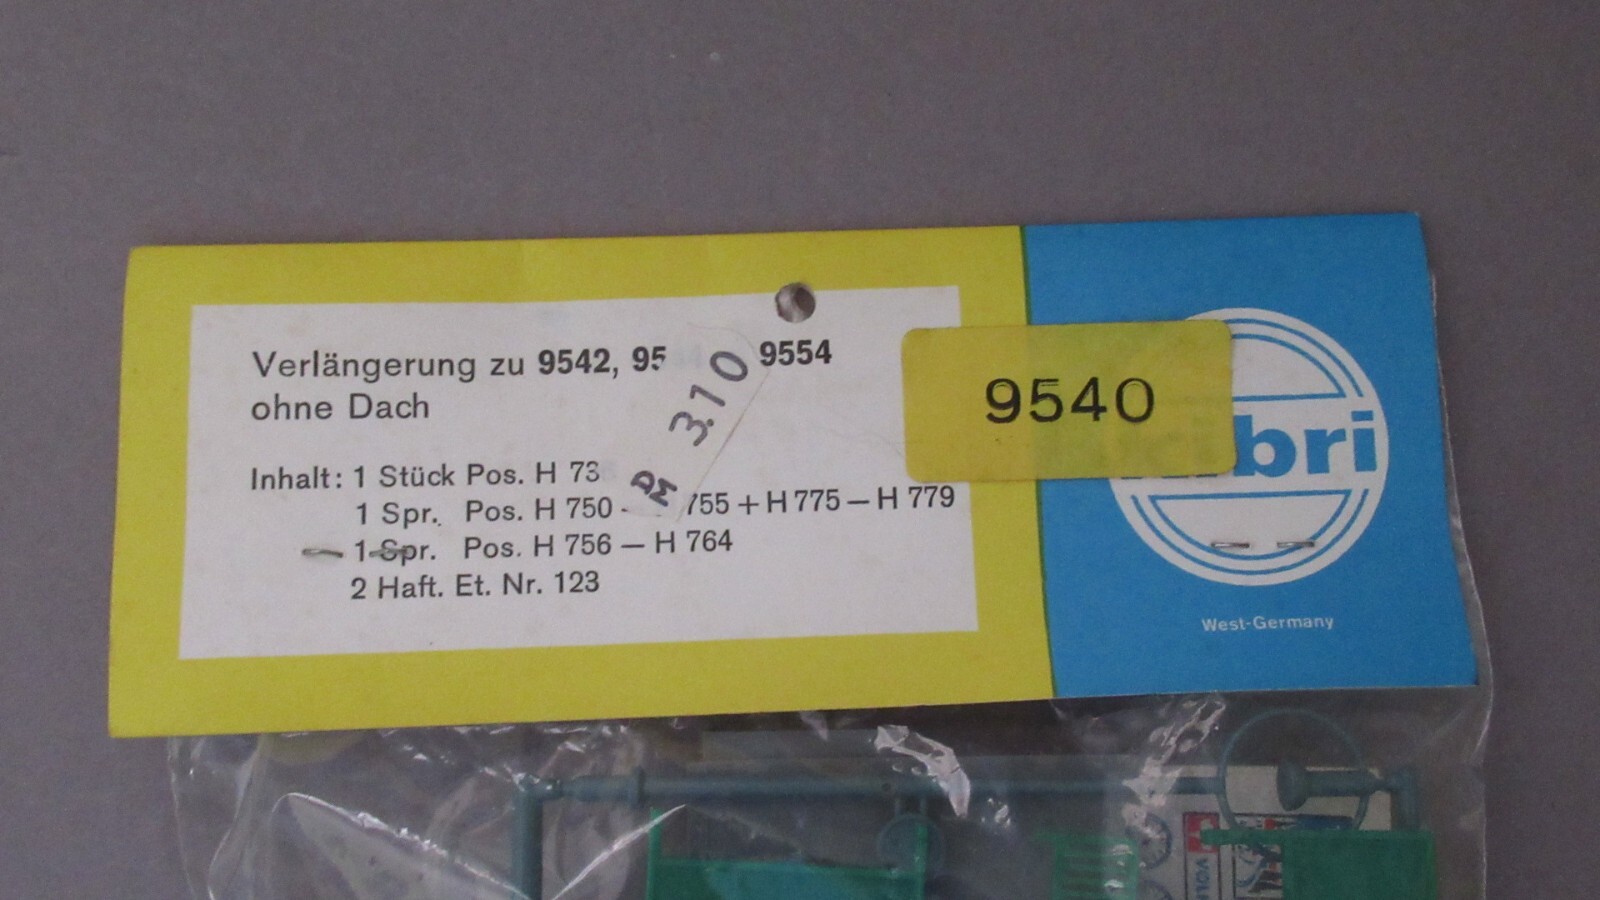 Verlängerung zu 9542, 95 9554
ohne Dach
Inhalt: 1 Stück Pos. H 73
1 Spr. Pos. H 750 - 755 + H 775 – H 779
1 Spr. Pos. H 756 – H 764
2 Haft. Et. Nr. 123
DM 3.10
9540
bri
West-Germany